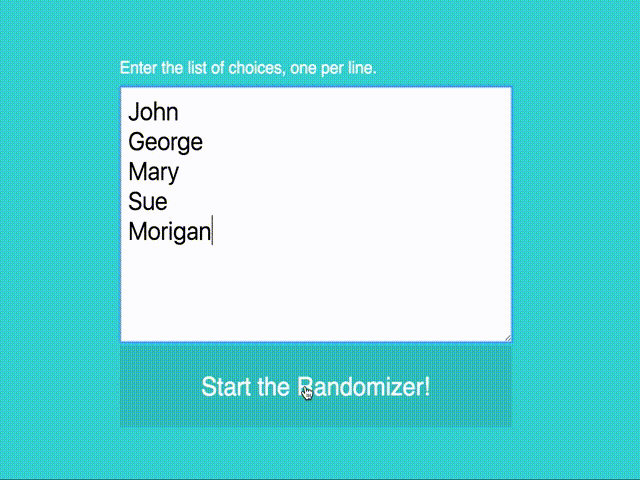 Enter the list of choices, one per line.
John
George
Mary
Sue
Morigan
Start the Randomizer!